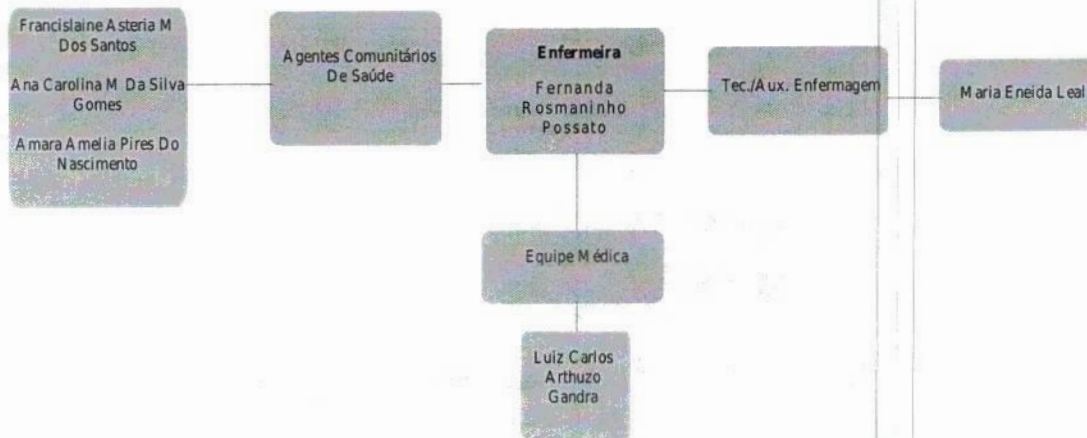 Francislaine Asteria M
Dos Santos
Ana Carolina M Da Silva
Gomes
Amara Amelia Pires Do
Nascimento
Agentes Comunitários
De Saúde
Enfermeira
Fernanda
Rosmaninho
Possato
Tec./Aux. Enfermagem
Maria Eneida Leal
Equipe Médica
Luiz Carlos
Arthuzo
Gandra